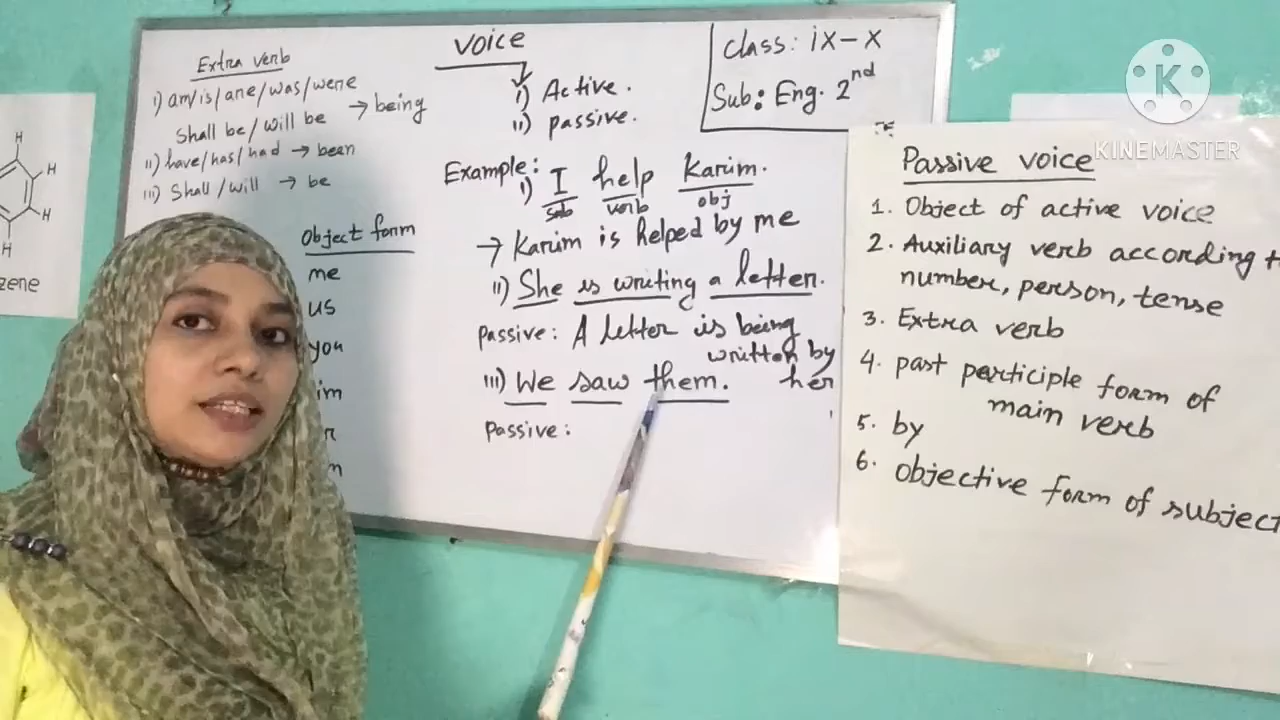 Extra verb
i) am/is/are/was/were
Shall be/will be → being
ii) have/has/had → been
iii) Shall/will → be
Object form
me
us
you
im
r
m
voice
i) Active.
ii) passive.
Class: ix-x
Sub: Eng. 2nd
Example:
i) I help Karim.
sub verb obj
→ Karim is helped by me
ii) She is writing a letter.
Passive: A letter is being
written by
her
iii) We saw them.
Passive:
Passive voice
1. Object of active voice
2. Auxiliary verb according t
number, person, tense
3. Extra verb
4. past participle form of
main verb
5. by
6. objective form of subject
H
H
H
H
zene
K
KINEMASTER